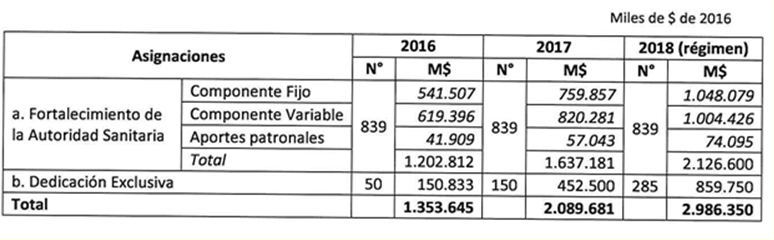 Miles de $ de 2016
Asignaciones 2016 2017 2018 (régimen)
N° M$ N° M$ N° M$
a. Fortalecimiento de la Autoridad Sanitaria
Componente Fijo 541.507 759.857 1.048.079
Componente Variable 619.396 820.281 1.004.426
839 839 839
Aportes patronales 41.909 57.043 74.095
Total 1.202.812 1.637.181 2.126.600
b. Dedicación Exclusiva 50 150.833 150 452.500 285 859.750
Total 1.353.645 2.089.681 2.986.350